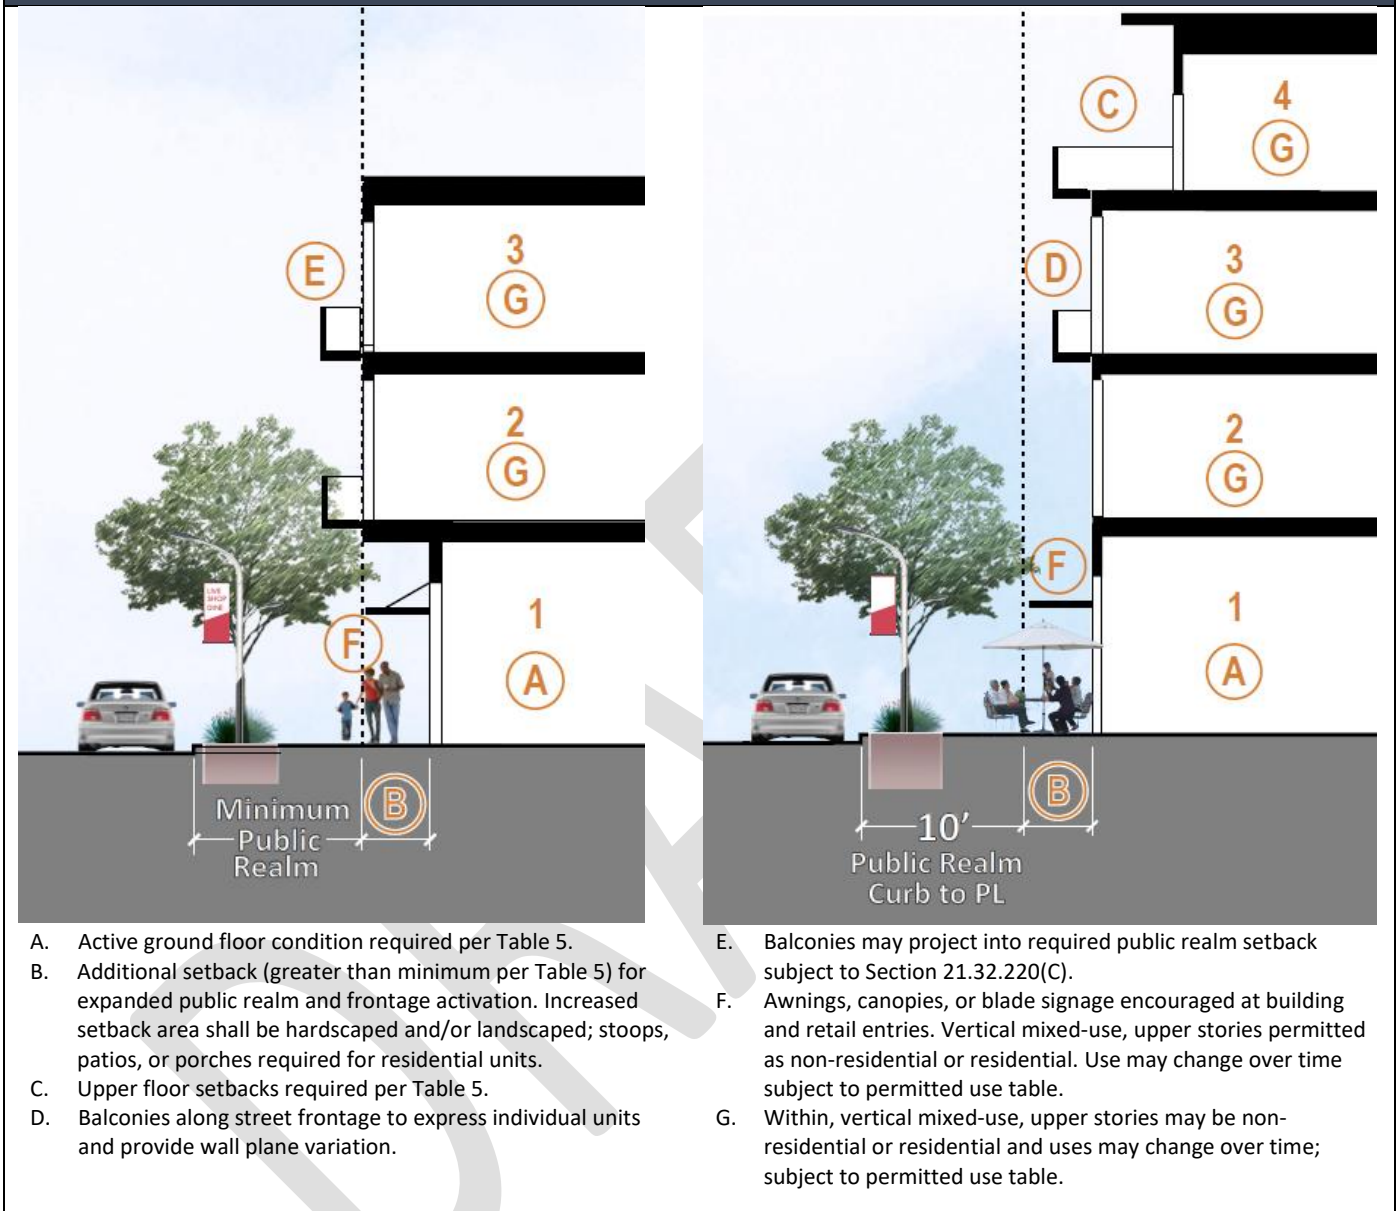 E
3
G
2
G
LIVE
SHOP
DINE
F
1
A
B
Minimum
Public
Realm
C
4
G
D
3
G
2
G
F
1
A
B
10’
Public Realm
Curb to PL
A. Active ground floor condition required per Table 5.
B. Additional setback (greater than minimum per Table 5) for
expanded public realm and frontage activation. Increased
setback area shall be hardscaped and/or landscaped; stoops,
patios, or porches required for residential units.
C. Upper floor setbacks required per Table 5.
D. Balconies along street frontage to express individual units
and provide wall plane variation.
E. Balconies may project into required public realm setback
subject to Section 21.32.220(C).
F. Awnings, canopies, or blade signage encouraged at building
and retail entries. Vertical mixed-use, upper stories permitted
as non-residential or residential. Use may change over time
subject to permitted use table.
G. Within, vertical mixed-use, upper stories may be non-
residential or residential and uses may change over time;
subject to permitted use table.
DRAFT